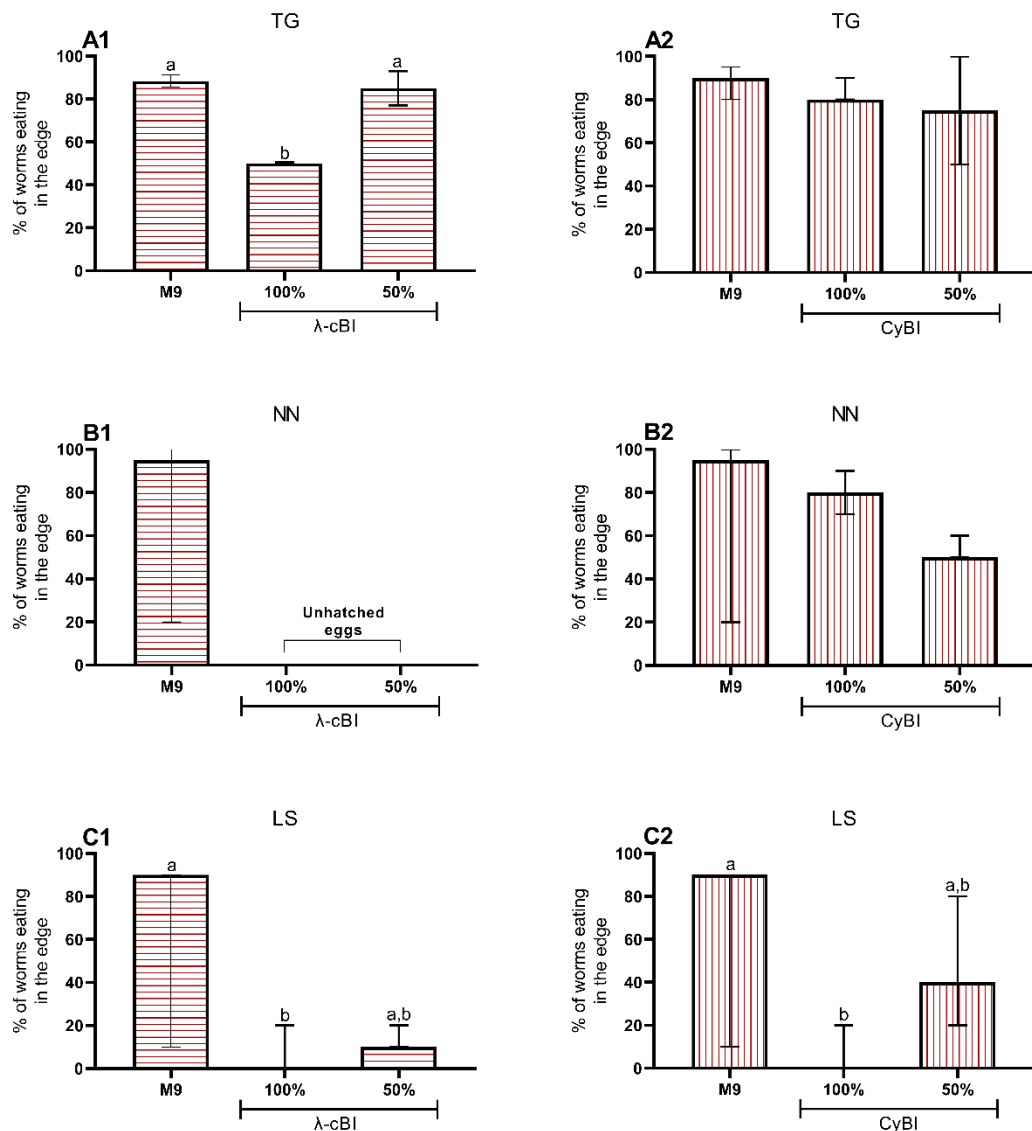 TG
A1
% of worms eating
in the edge
100
80
60
40
20
0
a
b
a
M9
100%
50%
λ-cBI
TG
A2
% of worms eating
in the edge
100
80
60
40
20
0
M9
100%
50%
CyBI
NN
B1
% of worms eating
in the edge
100
80
60
40
20
0
Unhatched
eggs
M9
100%
50%
λ-cBI
NN
B2
% of worms eating
in the edge
100
80
60
40
20
0
M9
100%
50%
CyBI
LS
C1
% of worms eating
in the edge
100
80
60
40
20
0
a
b
a,b
M9
100%
50%
λ-cBI
LS
C2
% of worms eating
in the edge
100
80
60
40
20
0
a
b
a,b
M9
100%
50%
CyBI